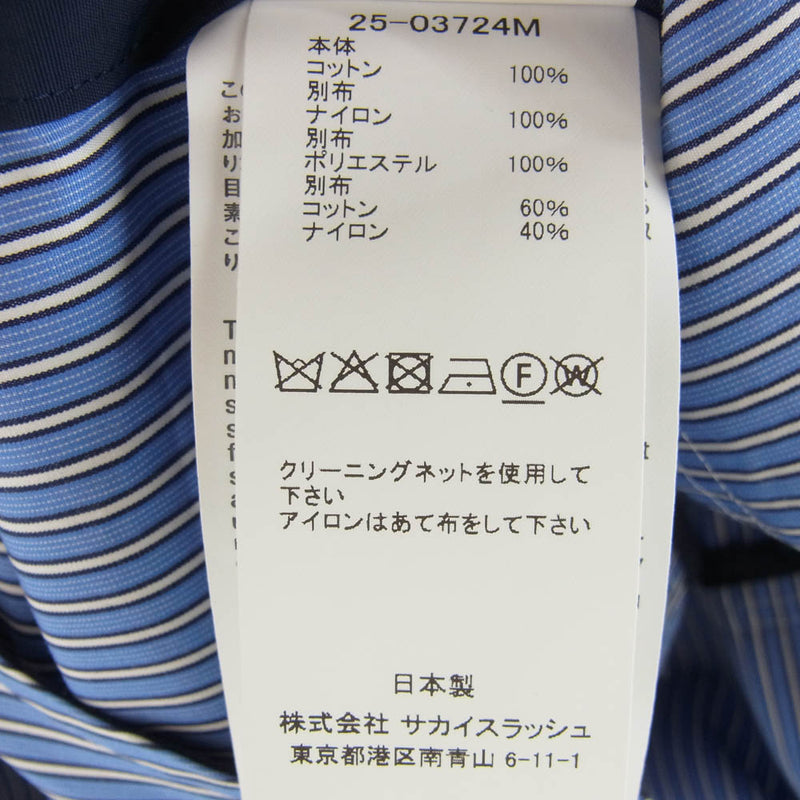 25-03724M
本体
コットン 100%
別布
ナイロン 100%
別布
ポリエステル 100%
別布
コットン 60%
ナイロン 40%
F
W
クリーニングネットを使用して
下さい
アイロンはあて布をして下さい
日本製
株式会社 サカイスラッシュ
東京都港区南青山 6-11-1